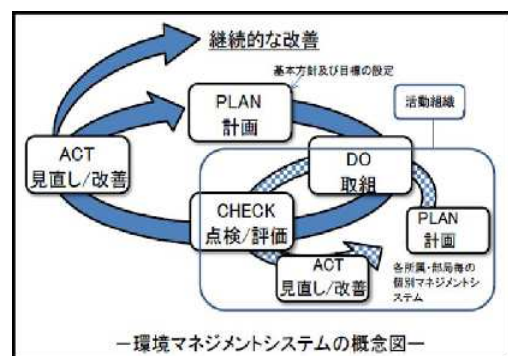 継続的な改善
基本方針及び目標の設定
PLAN
計画
活動組織
ACT
見直し/改善
DO
取組
CHECK
点検/評価
PLAN
計画
ACT
見直し/改善
各所属・部局毎の
個別マネジメントシ
ステム
ー環境マネジメントシステムの概念図ー